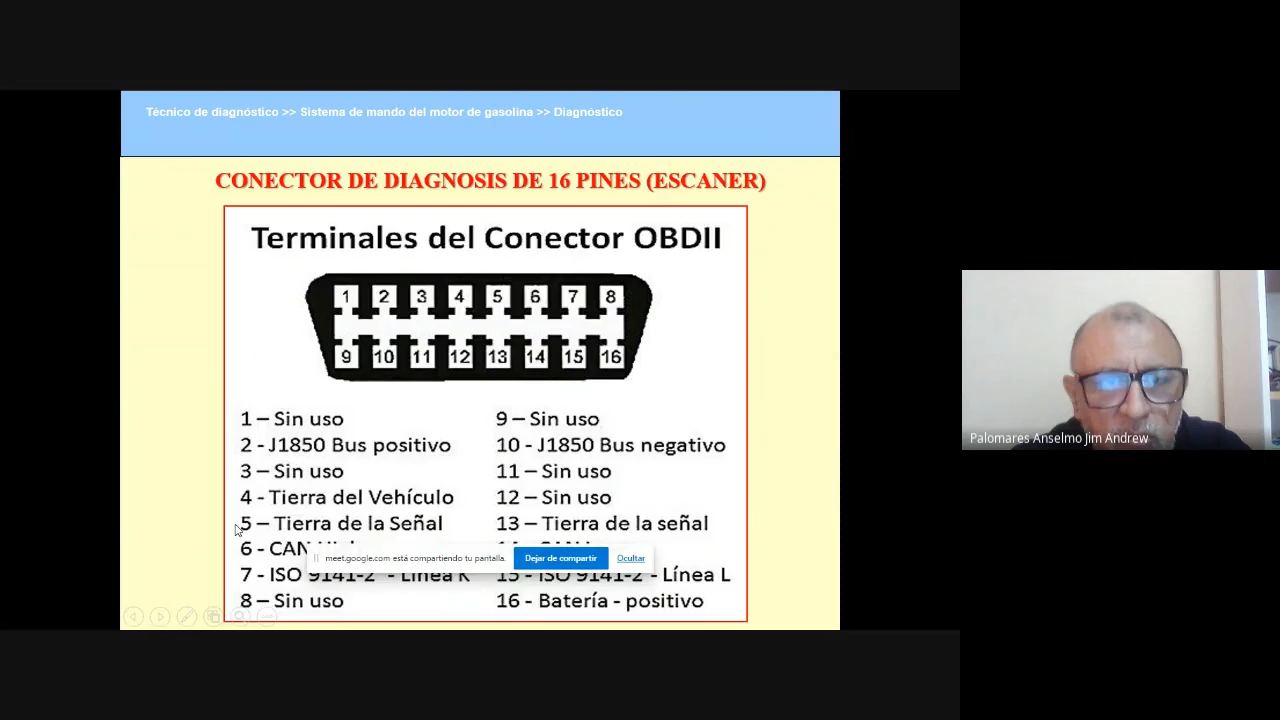 Técnico de diagnóstico >> Sistema de mando del motor de gasolina >> Diagnóstico
CONECTOR DE DIAGNOSIS DE 16 PINES (ESCANER)
Terminales del Conector OBDII
1 2 3 4 5 6 7 8
9 10 11 12 13 14 15 16
1 – Sin uso
2 - J1850 Bus positivo
3 – Sin uso
4 - Tierra del Vehículo
5 – Tierra de la Señal
6 - CAN
7 - ISO 9141-2 - Línea K
8 – Sin uso
9 – Sin uso
10 - J1850 Bus negativo
11 – Sin uso
12 – Sin uso
13 – Tierra de la señal
15 - ISO 9141-2 - Línea L
16 - Batería - positivo
meet.google.com está compartiendo tu pantalla.
Dejar de compartir
Ocultar
Palomares Anselmo Jim Andrew